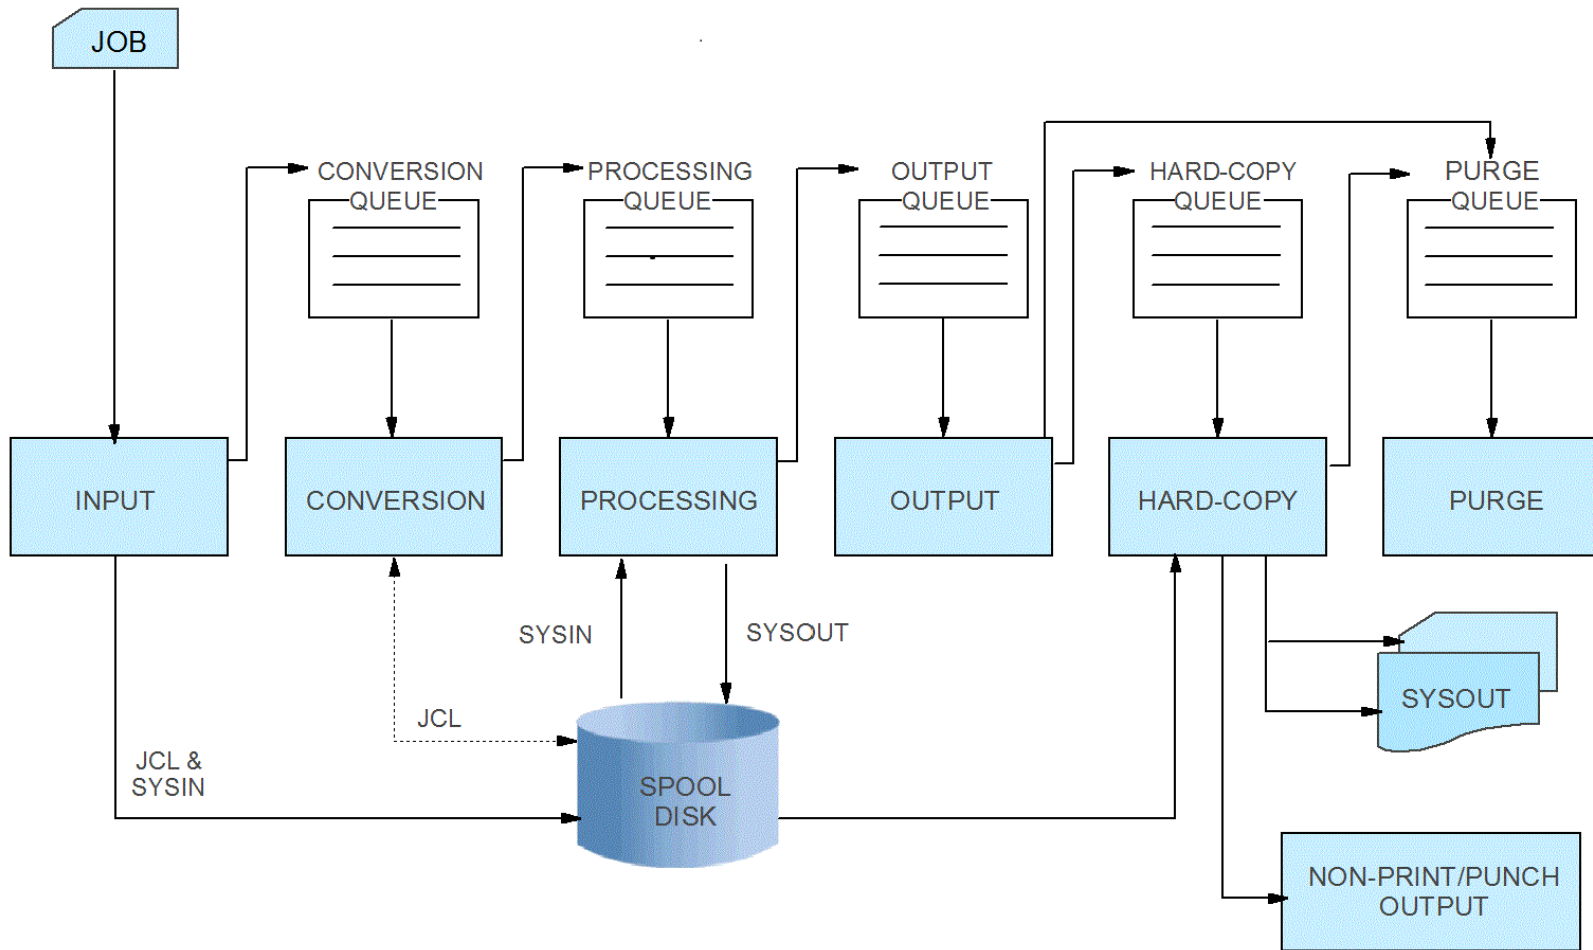 JOB
CONVERSION
QUEUE
PROCESSING
QUEUE
OUTPUT
QUEUE
HARD-COPY
QUEUE
PURGE
QUEUE
INPUT
CONVERSION
PROCESSING
OUTPUT
HARD-COPY
PURGE
SYSIN
SYSOUT
JCL
JCL &
SYSIN
SPOOL
DISK
SYSOUT
NON-PRINT/PUNCH
OUTPUT